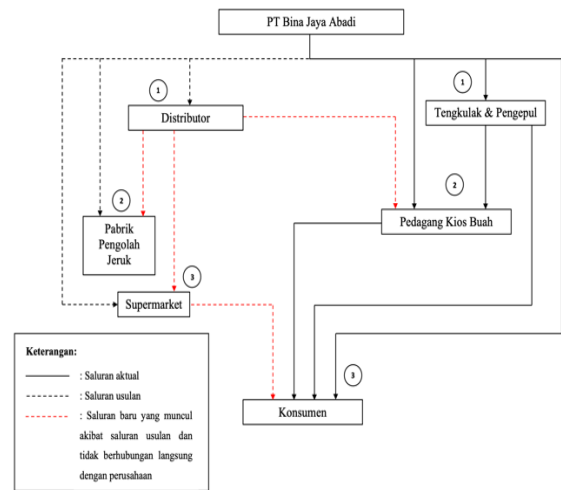 PT Bina Jaya Abadi
1
1
Distributor
Tengkulak & Pengepul
2
2
Pabrik
Pengolah
Jeruk
Pedagang Kios Buah
3
Supermarket
Keterangan:
: Saluran aktual
: Saluran usulan
: Saluran baru yang muncul
akibat saluran usulan dan
tidak berhubungan langsung
dengan perusahaan
3
Konsumen